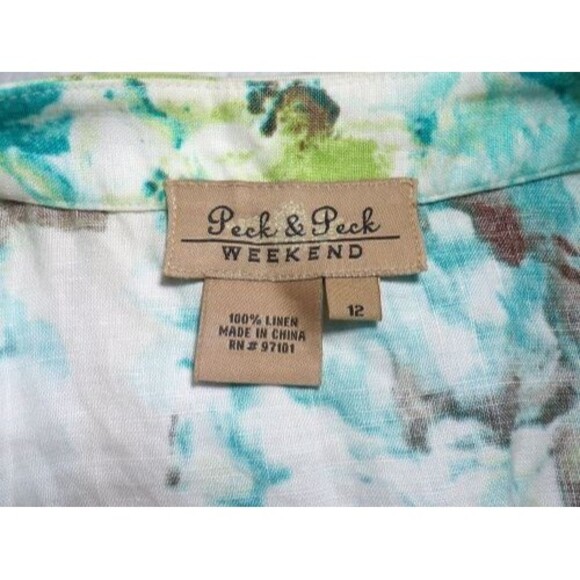 Peck & Peck
WEEKEND
12
100% LINEN
MADE IN CHINA
RN# 97101